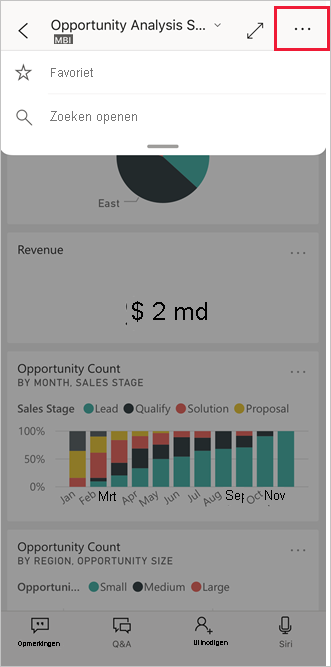 Opportunity Analysis S...
MBI
Favoriet
Zoeken openen
East
Revenue
$ 2 md
Opportunity Count
BY MONTH, SALES STAGE
Sales Stage Lead Qualify Solution Proposal
100%
50%
0%
Jan Feb Mrt Apr May Jun Jul Aug Sep Oct Nov
Opportunity Count
BY REGION, OPPORTUNITY SIZE
Opportuni... Small Medium Large
Opmerkingen Q&A Uitnodigen Siri